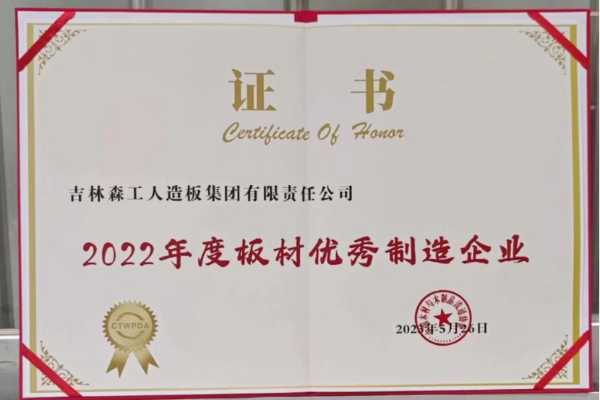 证 书
Certificate Of Honor
吉林森工人造板集团有限责任公司
2022年度板材优秀制造企业
CTWPDA
2023年5月26日